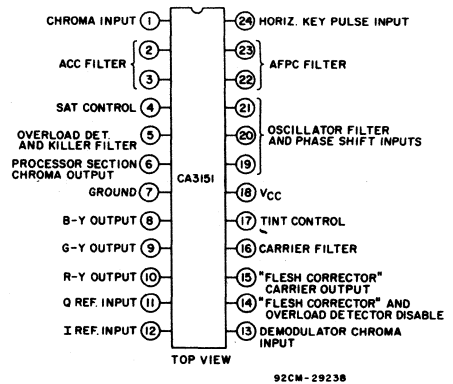 CHROMA INPUT 1
ACC FILTER 2
3
SAT CONTROL 4
OVERLOAD DET.
AND KILLER FILTER 5
PROCESSOR SECTION
CHROMA OUTPUT 6
GROUND 7
B-Y OUTPUT 8
G-Y OUTPUT 9
R-Y OUTPUT 10
Q REF. INPUT 11
I REF. INPUT 12
CA3151
24 HORIZ. KEY PULSE INPUT
23
22 AFPC FILTER
21
20 OSCILLATOR FILTER
AND PHASE SHIFT INPUTS
19
18 VCC
17 TINT CONTROL
16 CARRIER FILTER
15 "FLESH CORRECTOR"
CARRIER OUTPUT
14 "FLESH CORRECTOR" AND
OVERLOAD DETECTOR DISABLE
13 DEMODULATOR CHROMA
INPUT
TOP VIEW
92CM-29238